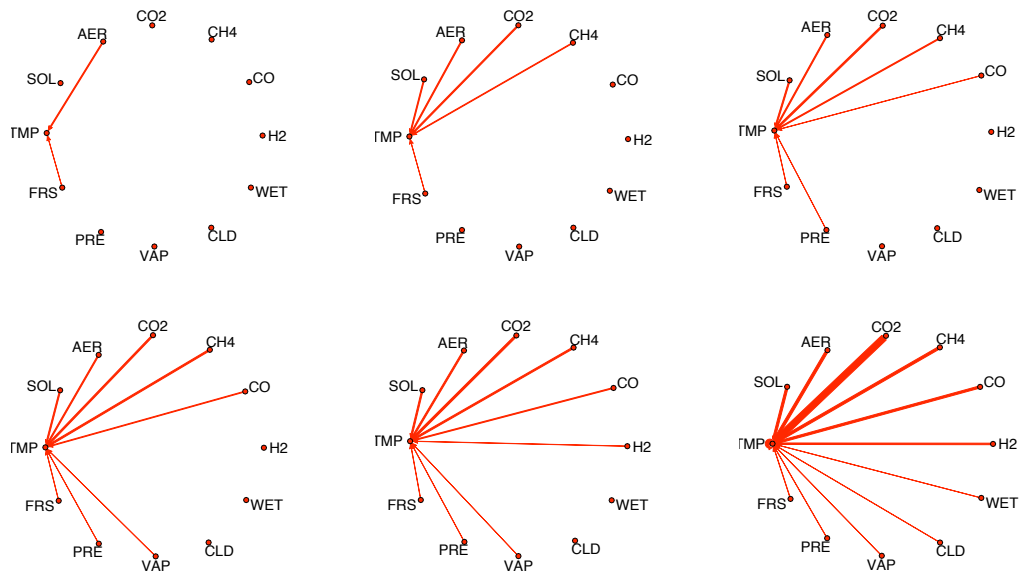 CO2
AER
CH4
SOL
CO
TMP
H2
FRS
WET
PRE
CLD
VAP
CO2
AER
CH4
SOL
CO
TMP
H2
FRS
WET
PRE
CLD
VAP
CO2
AER
CH4
SOL
CO
TMP
H2
FRS
WET
PRE
CLD
VAP
CO2
AER
CH4
SOL
CO
TMP
H2
FRS
WET
PRE
CLD
VAP
CO2
AER
CH4
SOL
CO
TMP
H2
FRS
WET
PRE
CLD
VAP
CO2
AER
CH4
SOL
CO
TMP
H2
FRS
WET
PRE
CLD
VAP